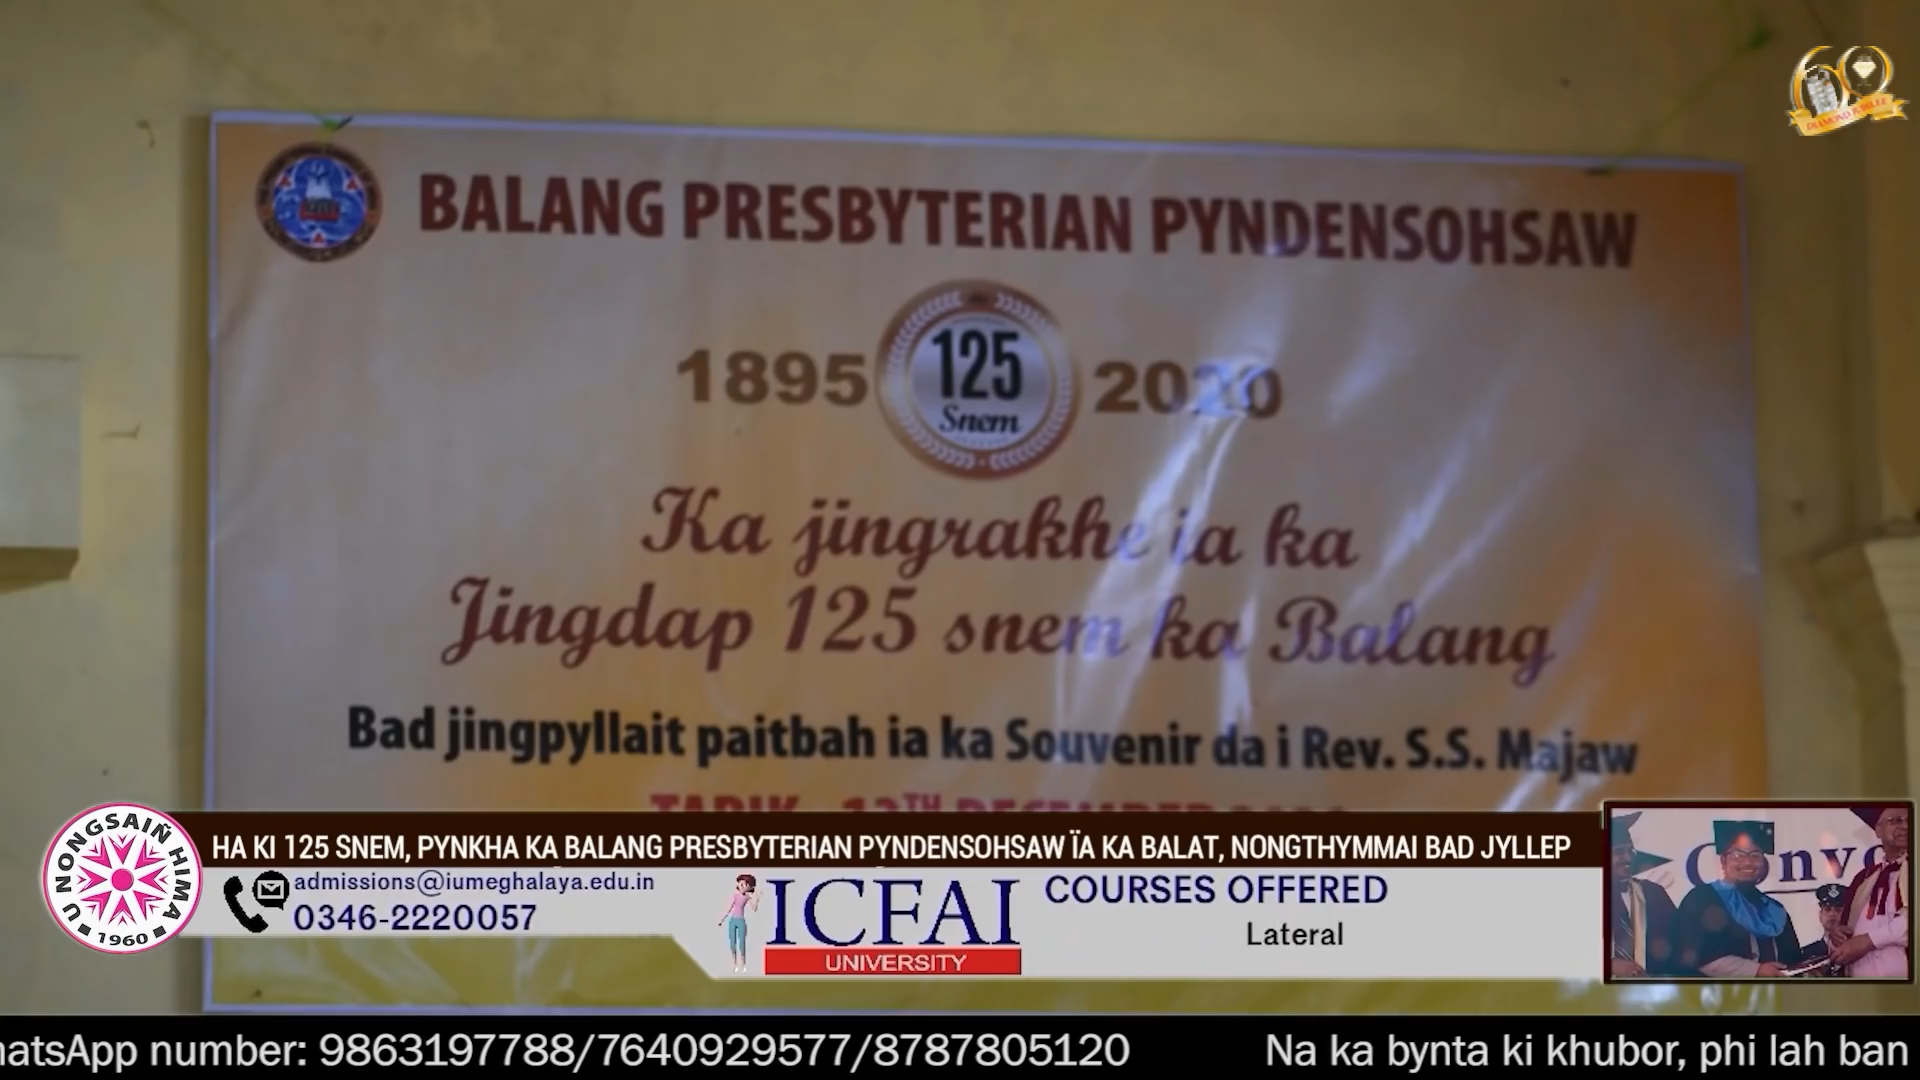 BALANG PRESBYTERIAN PYNDENSOHSAW
1895 125 Snem 2020
Ka jingrakhe ia ka
Jingdap 125 snem ka Balang
Bad jingpyllait paitbah ia ka Souvenir da i Rev. S.S. Majaw
DIAMOND JUBILEE
U NONGSAIÑ HIMA
1960
HA KI 125 SNEM, PYNKHA KA BALANG PRESBYTERIAN PYNDENSOHSAW ÏA KA BALAT, NONGTHYMMAI BAD JYLLEP
admissions@iumeghalaya.edu.in
0346-2220057
ICFAI
UNIVERSITY
COURSES OFFERED
Lateral
hatsApp number: 9863197788/7640929577/8787805120 Na ka bynta ki khubor, phi lah ban